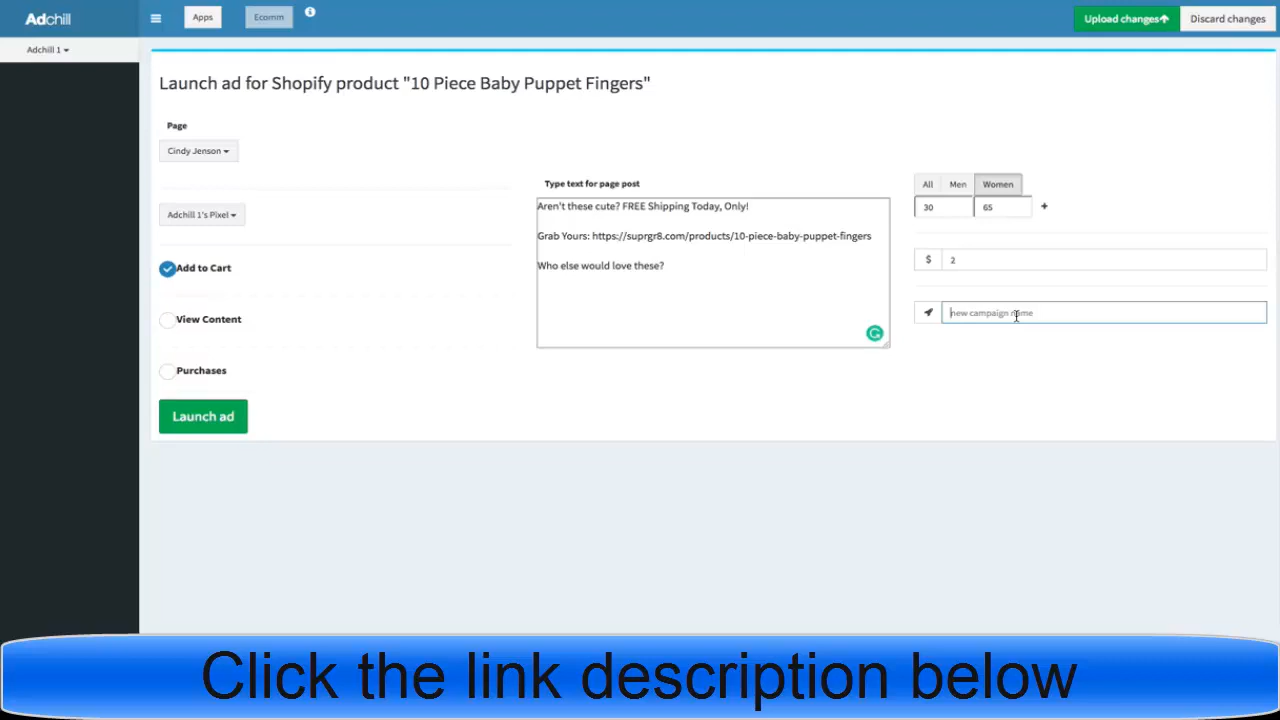 Adchill
Apps
Ecomm
Upload changes
Discard changes
Adchill 1
Launch ad for Shopify product "10 Piece Baby Puppet Fingers"
Page
Cindy Jenson
Adchill 1's Pixel
Add to Cart
View Content
Purchases
Launch ad
Type text for page post
Aren't these cute? FREE Shipping Today, Only!
Grab Yours: https://suprgr8.com/products/10-piece-baby-puppet-fingers
Who else would love these?
All Men Women
30 65 +
$ 2
new campaign name
Click the link description below